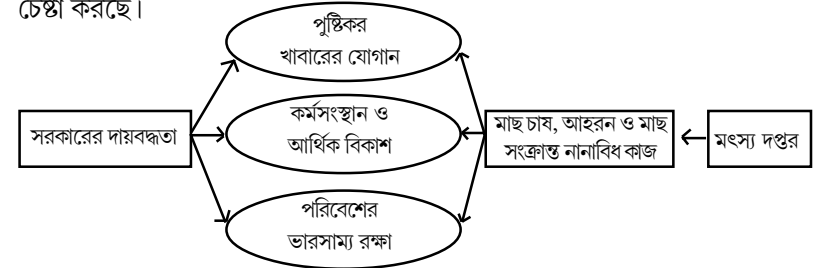 চেষ্টা করছে।
পুষ্টিকর
খাবারের যোগান
সরকারের দায়বদ্ধতা
কর্মসংস্থান ও
আর্থিক বিকাশ
মাছ চাষ, আহরন ও মাছ
সংক্রান্ত নানাবিধ কাজ
মৎস্য দপ্তর
পরিবেশের
ভারসাম্য রক্ষা